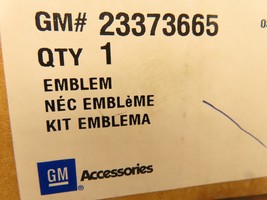 GM# 23373665
QTY 1
EMBLEM
NÉC EMBLèME
KIT EMBLEMA
GM Accessories